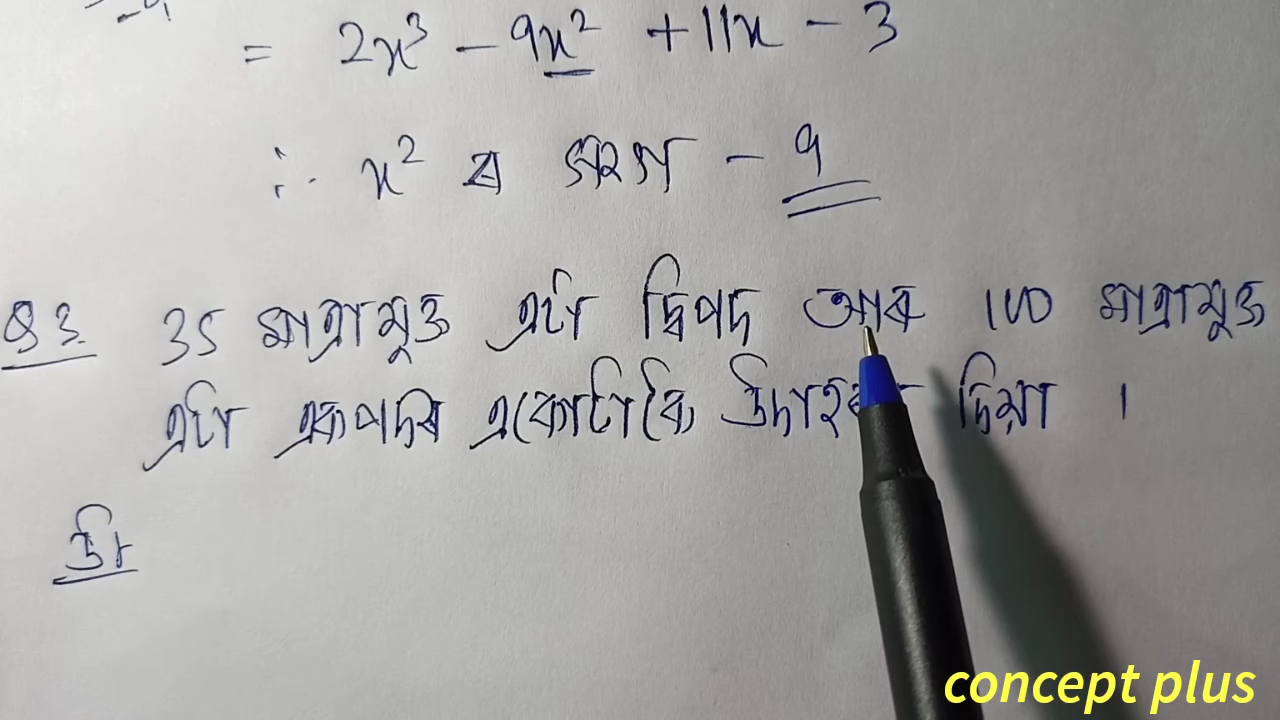 = 2x³ - 9x² + 11x - 3
∴ x² ৰ সহগ - 9
Q3. 35 মাত্ৰাযুক্ত এটা দ্বিপদ আৰু 100 মাত্ৰাযুক্ত
এটা একপদৰ একোটাকৈ উদাহৰণ দিয়া ।
উঃ
concept plus